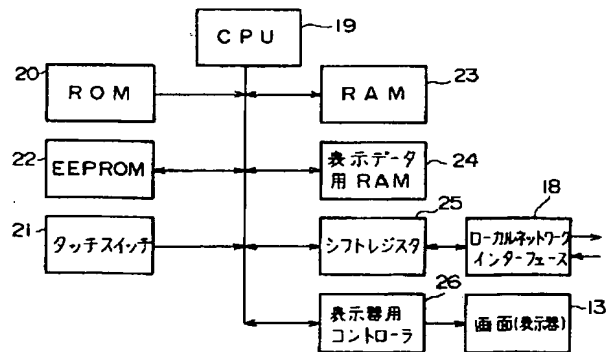 CPU
19
20
ROM
RAM
23
22
EEPROM
表示データ
用RAM
24
21
タッチスイッチ
25
シフトレジスタ
18
ローカルネットワーク
インターフェース
26
表示器用
コントローラ
画面(表示器)
13